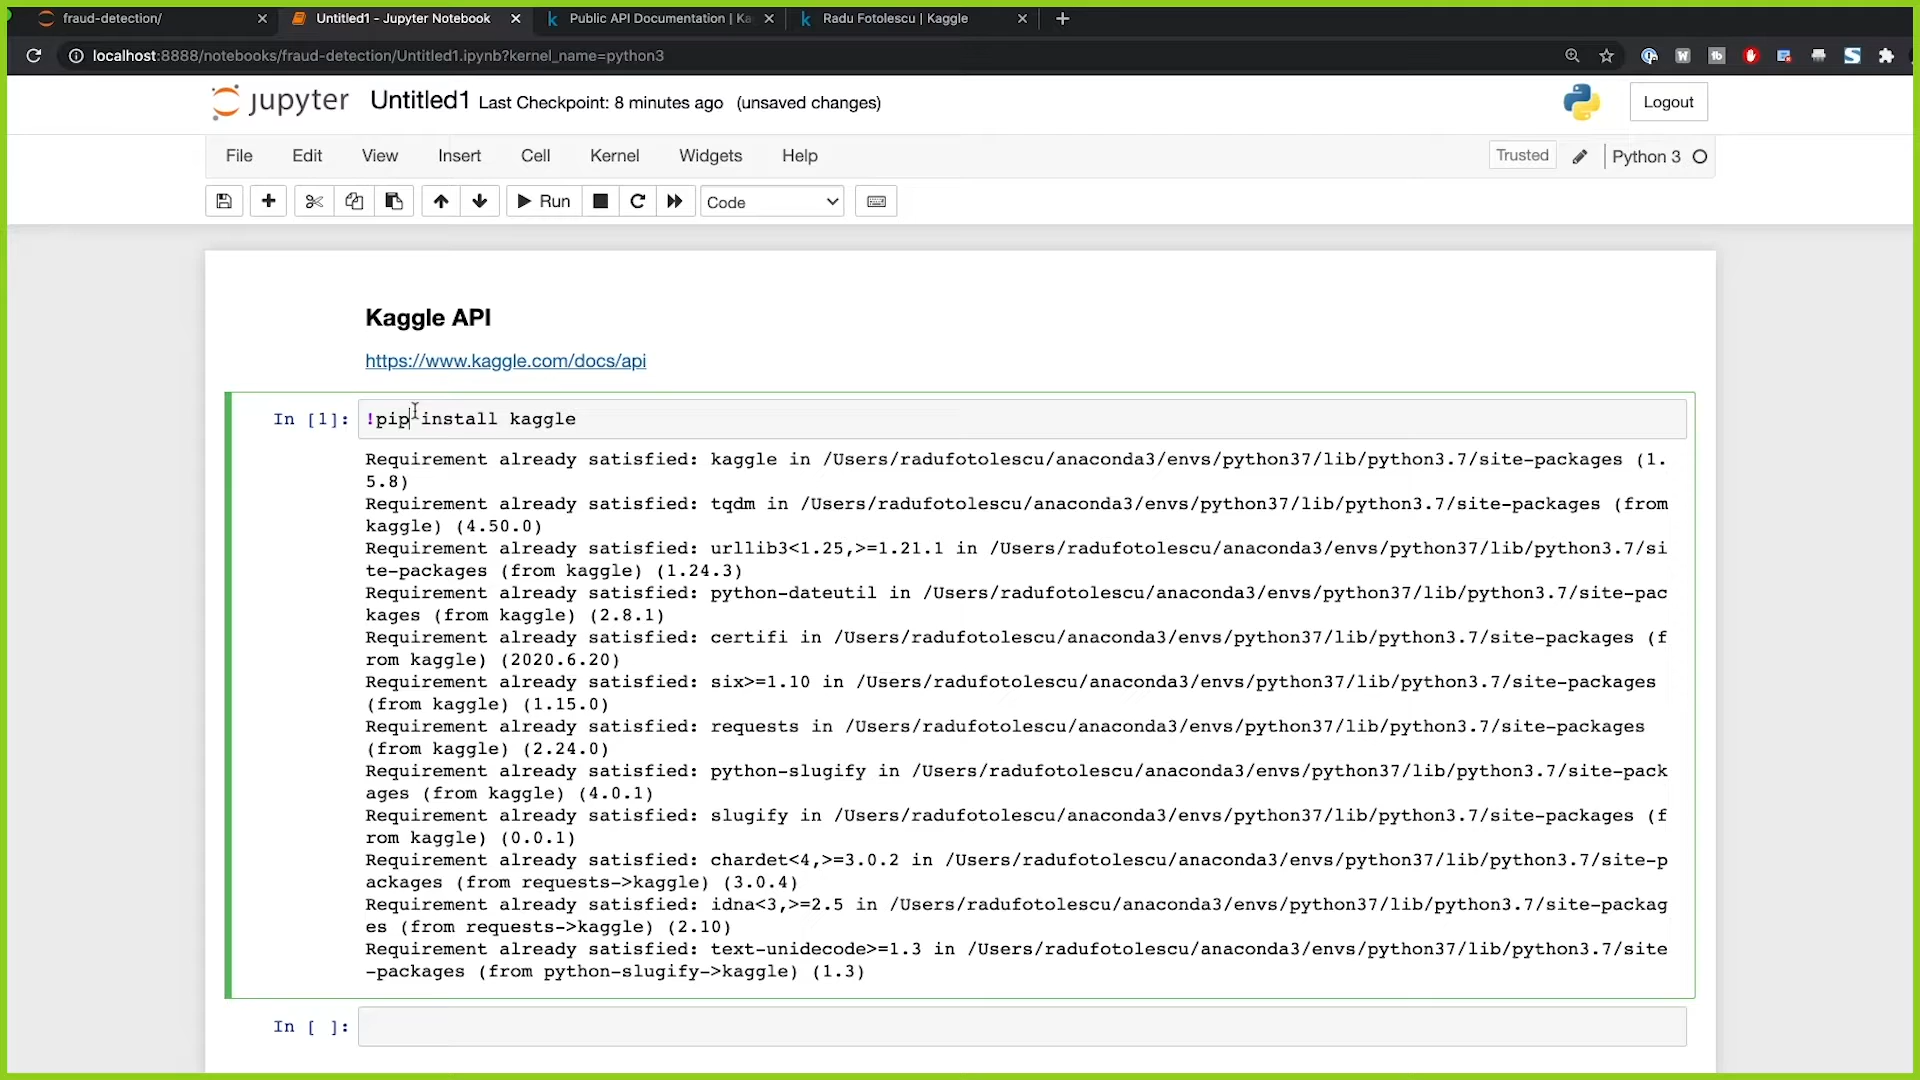 fraud-detection/
Untitled1 - Jupyter Notebook
Public API Documentation | Ka
Radu Fotolescu | Kaggle
localhost:8888/notebooks/fraud-detection/Untitled1.ipynb?kernel_name=python3
jupyter Untitled1 Last Checkpoint: 8 minutes ago (unsaved changes)
Logout
File Edit View Insert Cell Kernel Widgets Help
Trusted Python 3
Run Code
Kaggle API
https://www.kaggle.com/docs/api
In [1]: !pip install kaggle
Requirement already satisfied: kaggle in /Users/radufotolescu/anaconda3/envs/python37/lib/python3.7/site-packages (1.
5.8)
Requirement already satisfied: tqdm in /Users/radufotolescu/anaconda3/envs/python37/lib/python3.7/site-packages (from
kaggle) (4.50.0)
Requirement already satisfied: urllib3<1.25,>=1.21.1 in /Users/radufotolescu/anaconda3/envs/python37/lib/python3.7/si
te-packages (from kaggle) (1.24.3)
Requirement already satisfied: python-dateutil in /Users/radufotolescu/anaconda3/envs/python37/lib/python3.7/site-pac
kages (from kaggle) (2.8.1)
Requirement already satisfied: certifi in /Users/radufotolescu/anaconda3/envs/python37/lib/python3.7/site-packages (f
rom kaggle) (2020.6.20)
Requirement already satisfied: six>=1.10 in /Users/radufotolescu/anaconda3/envs/python37/lib/python3.7/site-packages
(from kaggle) (1.15.0)
Requirement already satisfied: requests in /Users/radufotolescu/anaconda3/envs/python37/lib/python3.7/site-packages
(from kaggle) (2.24.0)
Requirement already satisfied: python-slugify in /Users/radufotolescu/anaconda3/envs/python37/lib/python3.7/site-pack
ages (from kaggle) (4.0.1)
Requirement already satisfied: slugify in /Users/radufotolescu/anaconda3/envs/python37/lib/python3.7/site-packages (f
rom kaggle) (0.0.1)
Requirement already satisfied: chardet<4,>=3.0.2 in /Users/radufotolescu/anaconda3/envs/python37/lib/python3.7/site-p
ackages (from requests->kaggle) (3.0.4)
Requirement already satisfied: idna<3,>=2.5 in /Users/radufotolescu/anaconda3/envs/python37/lib/python3.7/site-packag
es (from requests->kaggle) (2.10)
Requirement already satisfied: text-unidecode>=1.3 in /Users/radufotolescu/anaconda3/envs/python37/lib/python3.7/site
-packages (from python-slugify->kaggle) (1.3)
In [ ]: